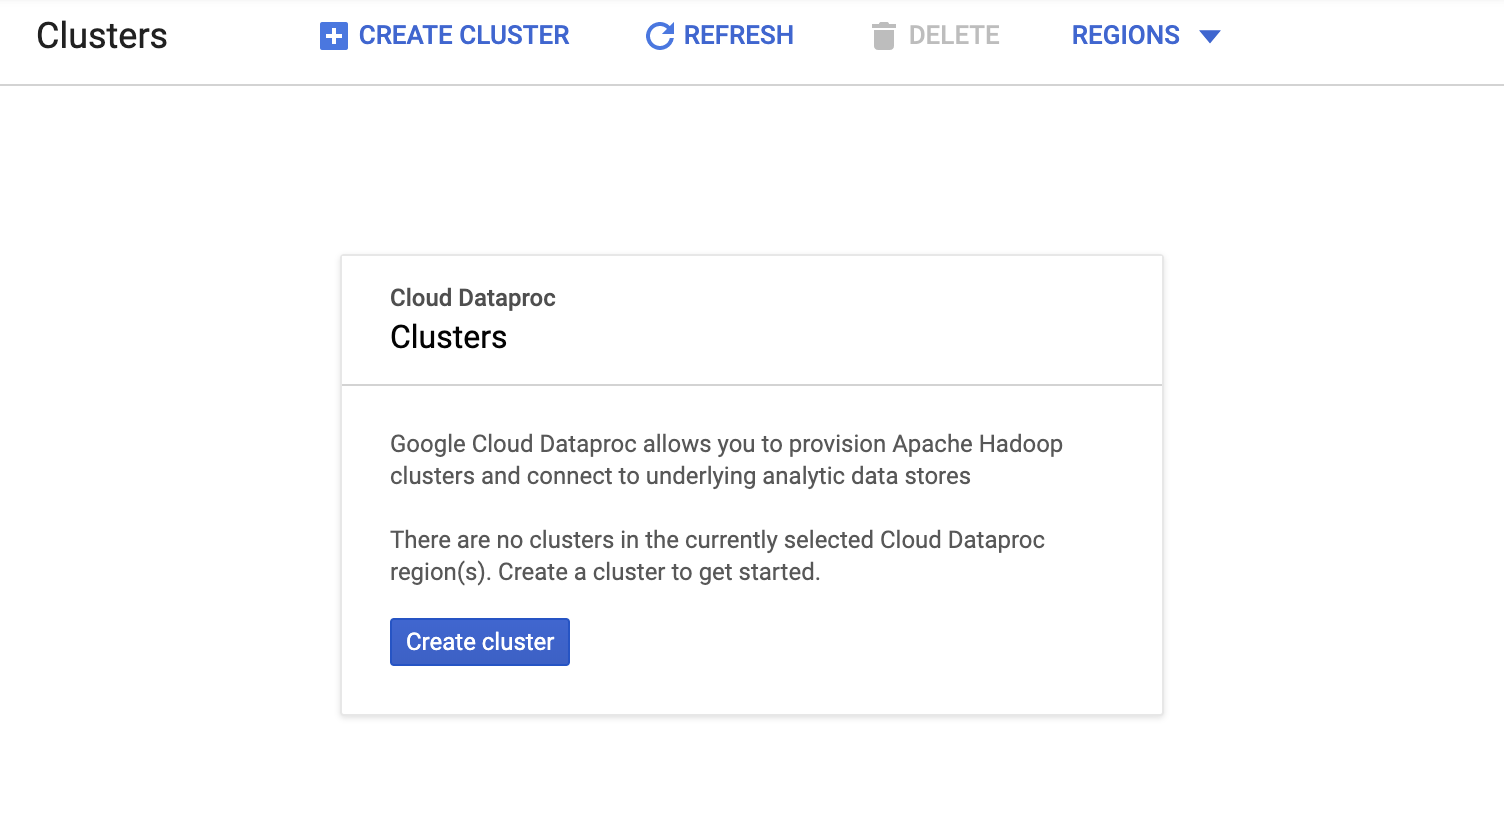 Clusters
CREATE CLUSTER
REFRESH
DELETE
REGIONS
Cloud Dataproc
Clusters
Google Cloud Dataproc allows you to provision Apache Hadoop
clusters and connect to underlying analytic data stores
There are no clusters in the currently selected Cloud Dataproc
region(s). Create a cluster to get started.
Create cluster